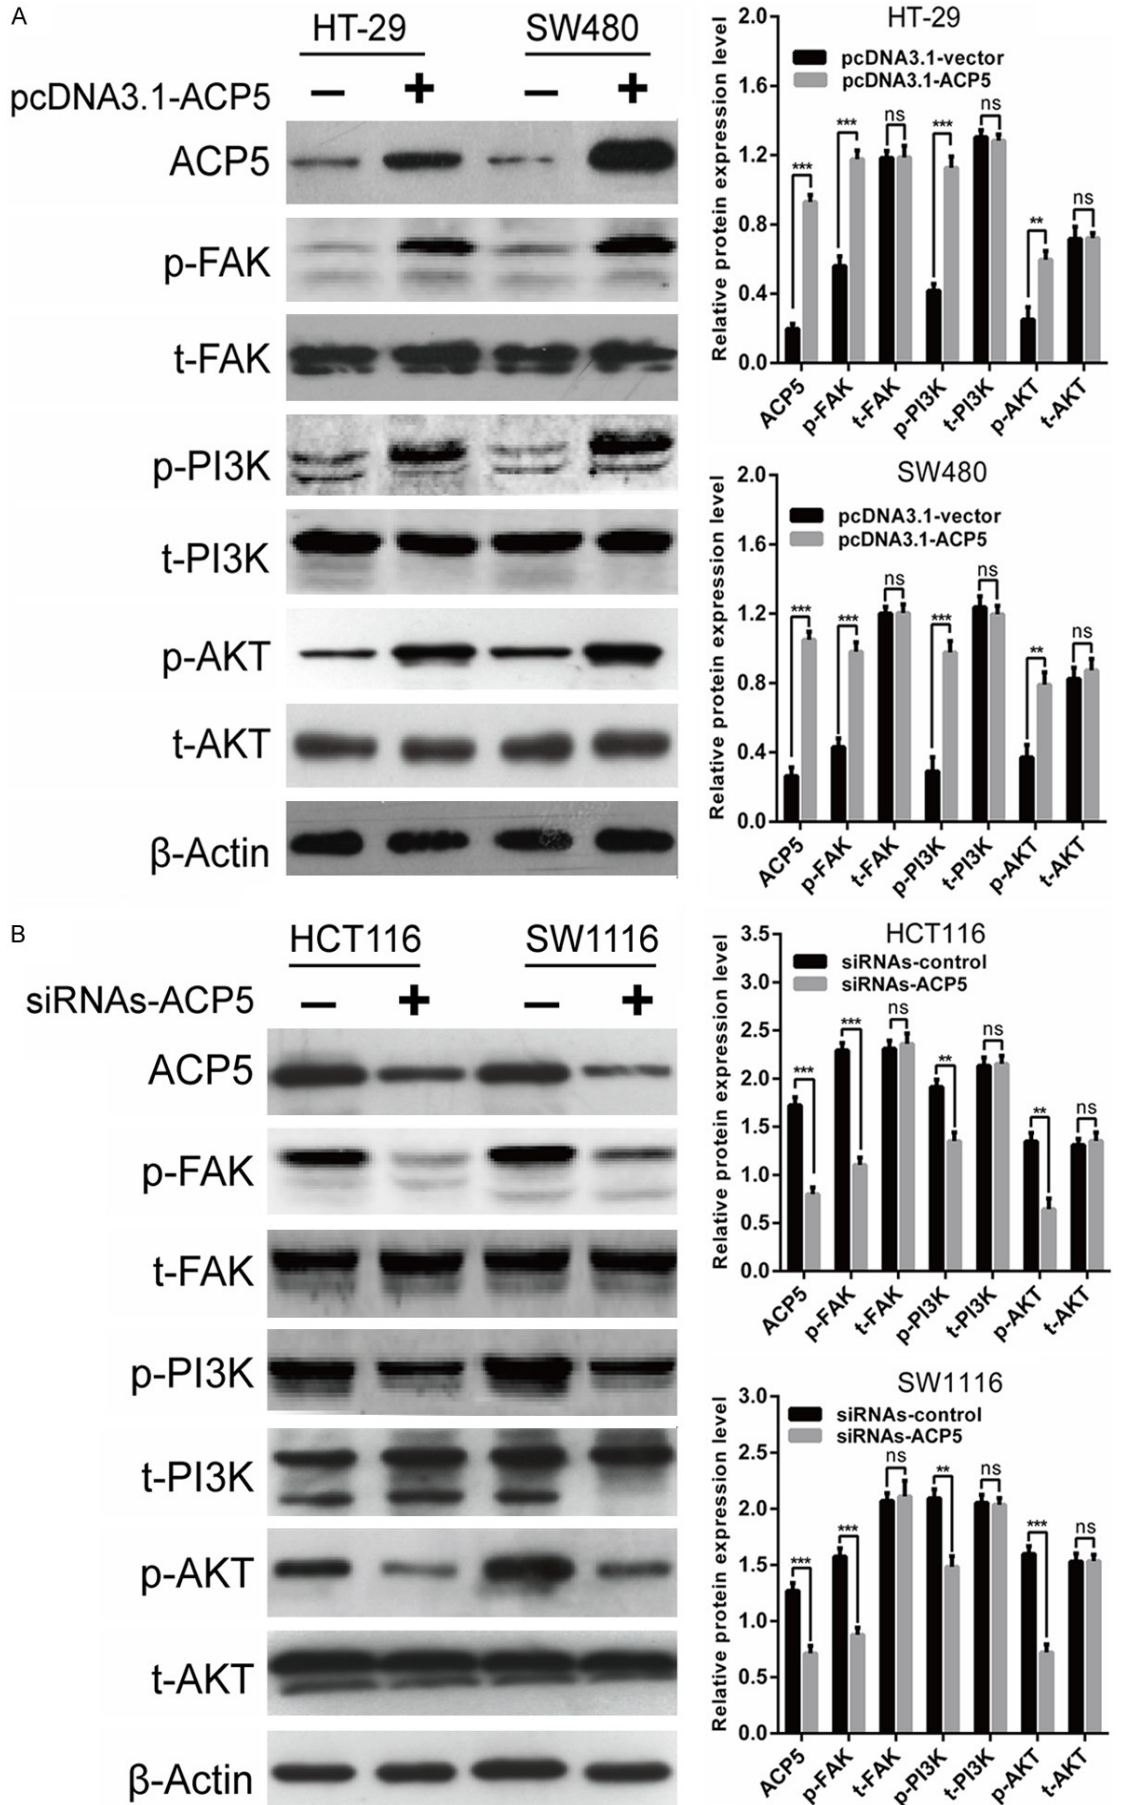 A
HT-29 SW480
pcDNA3.1-ACP5 − + − +
ACP5
p-FAK
t-FAK
p-PI3K
t-PI3K
p-AKT
t-AKT
β-Actin
HT-29
Relative protein expression level
2.0
1.6
1.2
0.8
0.4
0.0
pcDNA3.1-vector
pcDNA3.1-ACP5
*** *** ns *** ns ** ns
ACP5 p-FAK t-FAK p-PI3K t-PI3K p-AKT t-AKT
SW480
Relative protein expression level
2.0
1.6
1.2
0.8
0.4
0.0
pcDNA3.1-vector
pcDNA3.1-ACP5
*** *** ns *** ns ** ns
ACP5 p-FAK t-FAK p-PI3K t-PI3K p-AKT t-AKT
B
HCT116 SW1116
siRNAs-ACP5 − + − +
ACP5
p-FAK
t-FAK
p-PI3K
t-PI3K
p-AKT
t-AKT
β-Actin
HCT116
Relative protein expression level
3.5
3.0
2.5
2.0
1.5
1.0
0.5
0.0
siRNAs-control
siRNAs-ACP5
*** *** ns ** ns ** ns
ACP5 p-FAK t-FAK p-PI3K t-PI3K p-AKT t-AKT
SW1116
Relative protein expression level
3.0
2.5
2.0
1.5
1.0
0.5
0.0
siRNAs-control
siRNAs-ACP5
*** *** ns ** ns *** ns
ACP5 p-FAK t-FAK p-PI3K t-PI3K p-AKT t-AKT